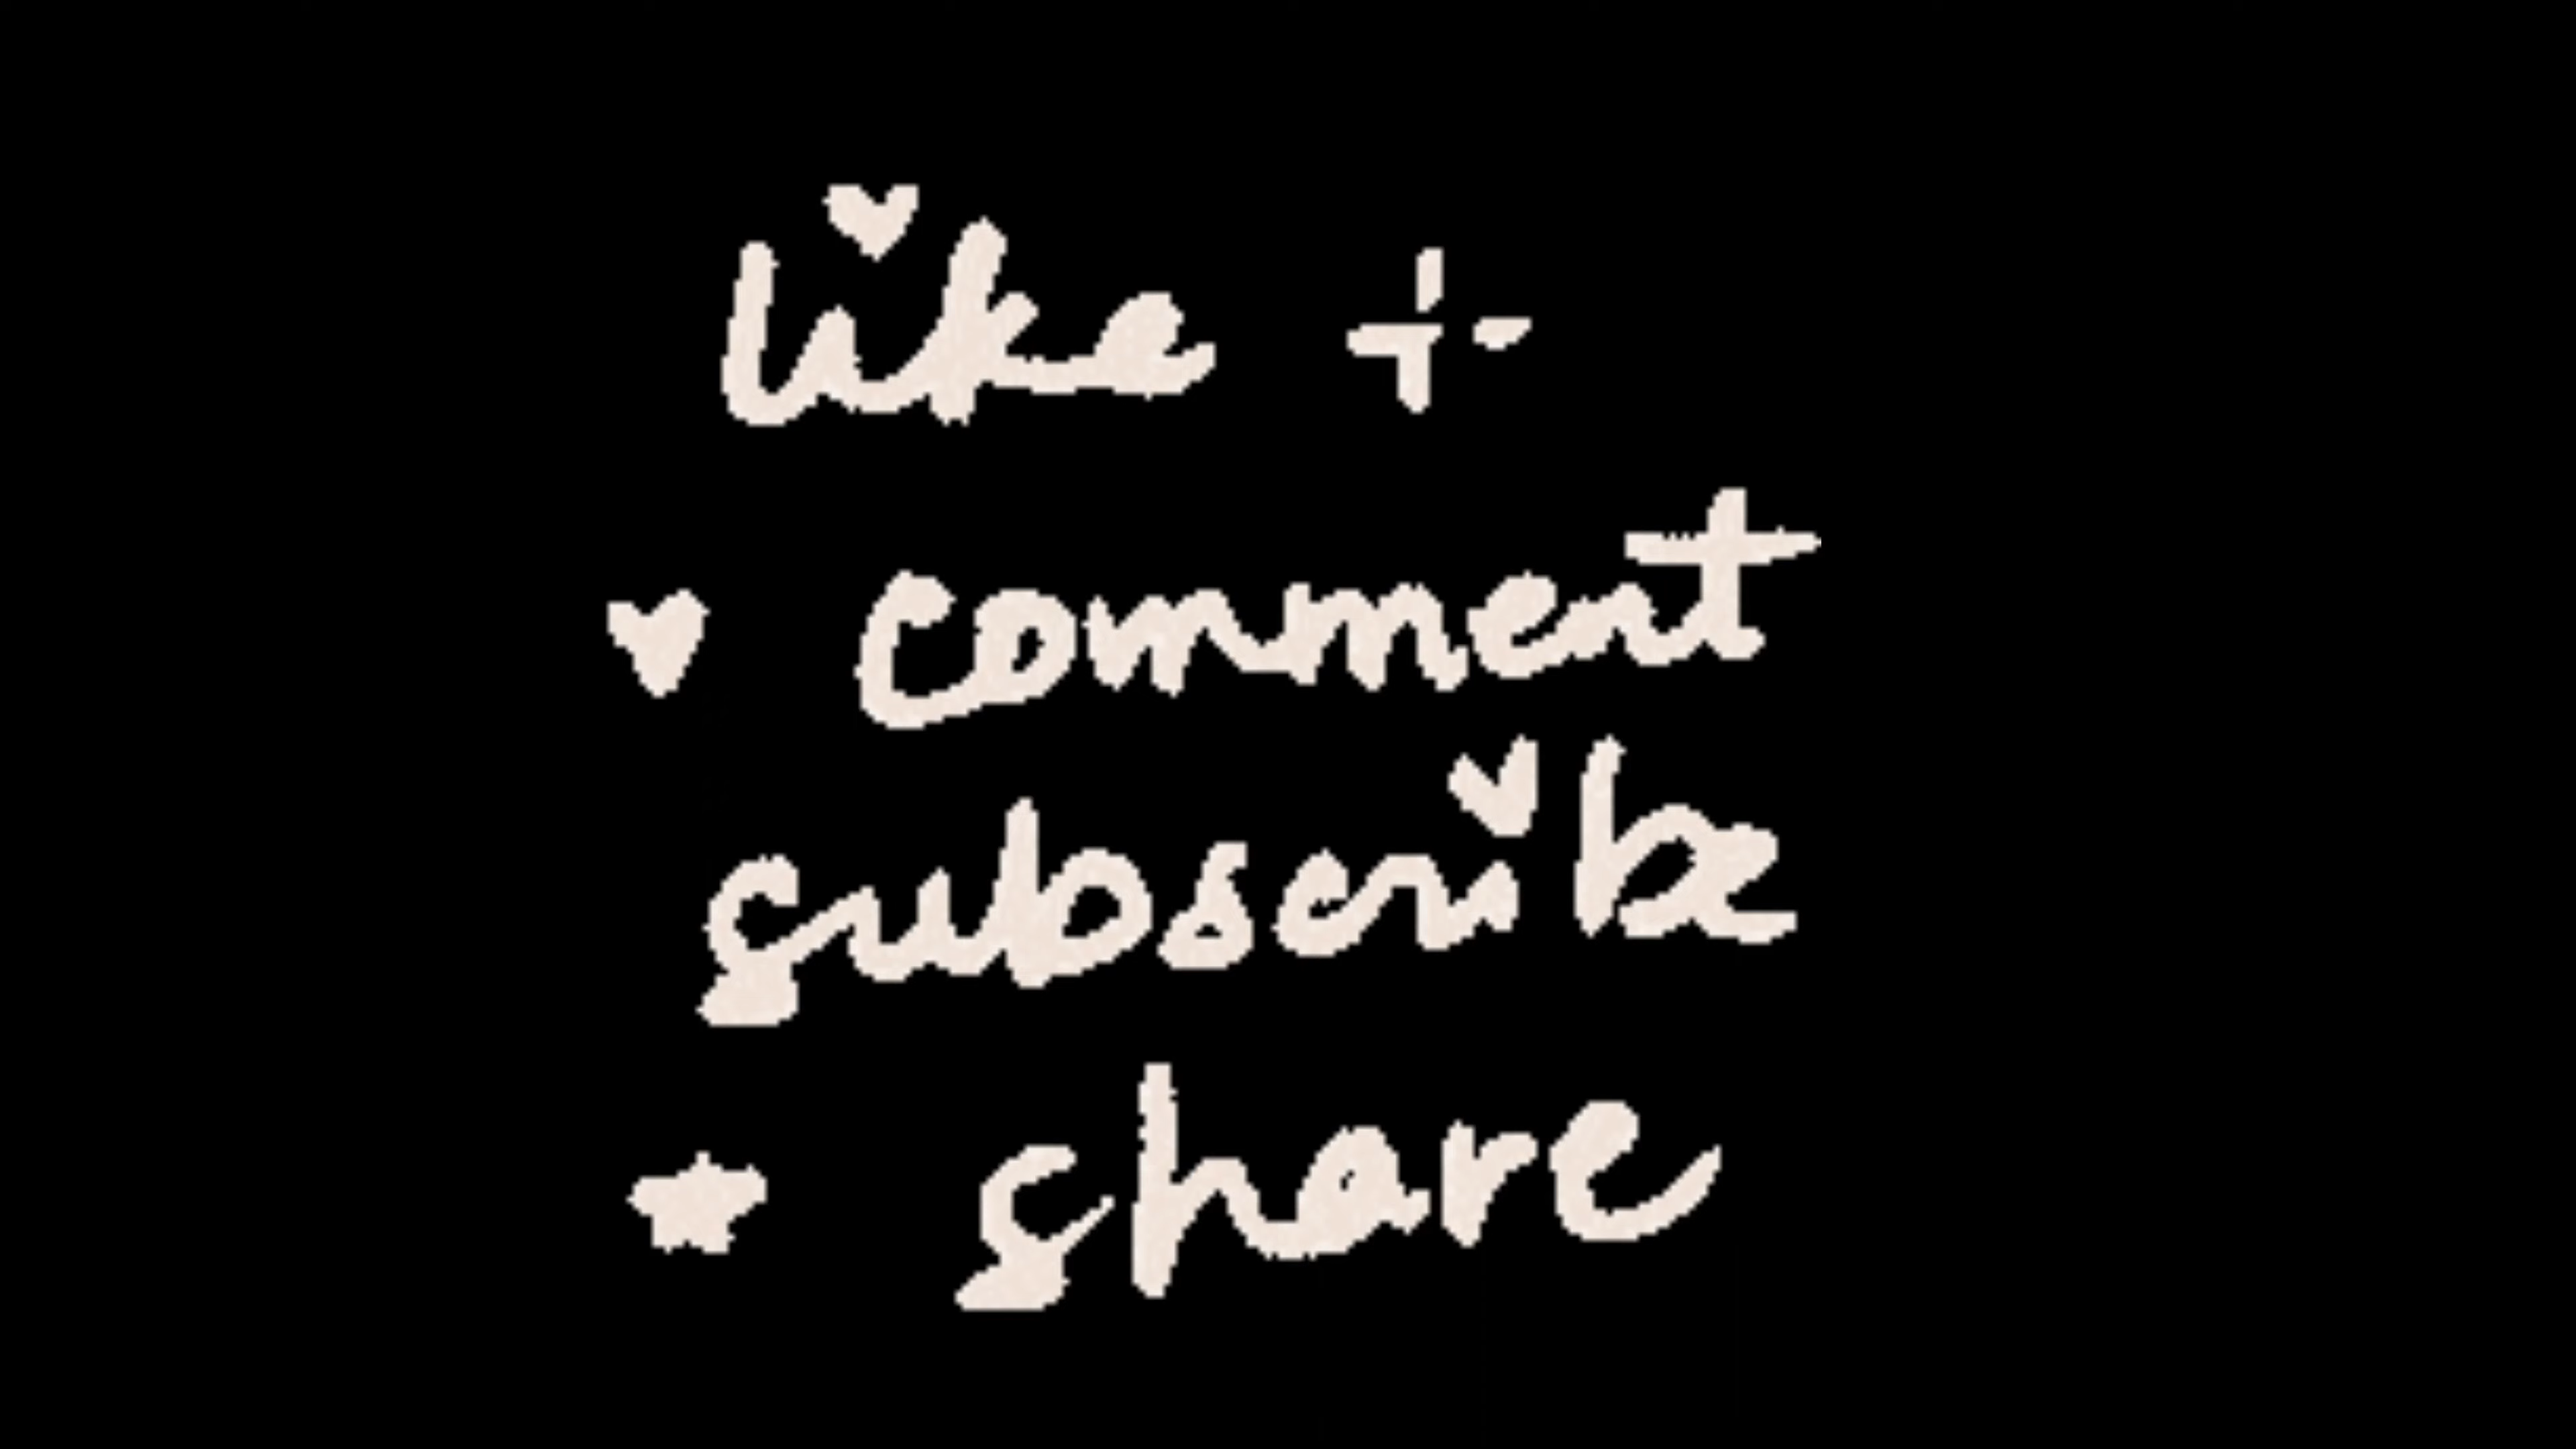 like +
♥ comment
subscribe
★ share